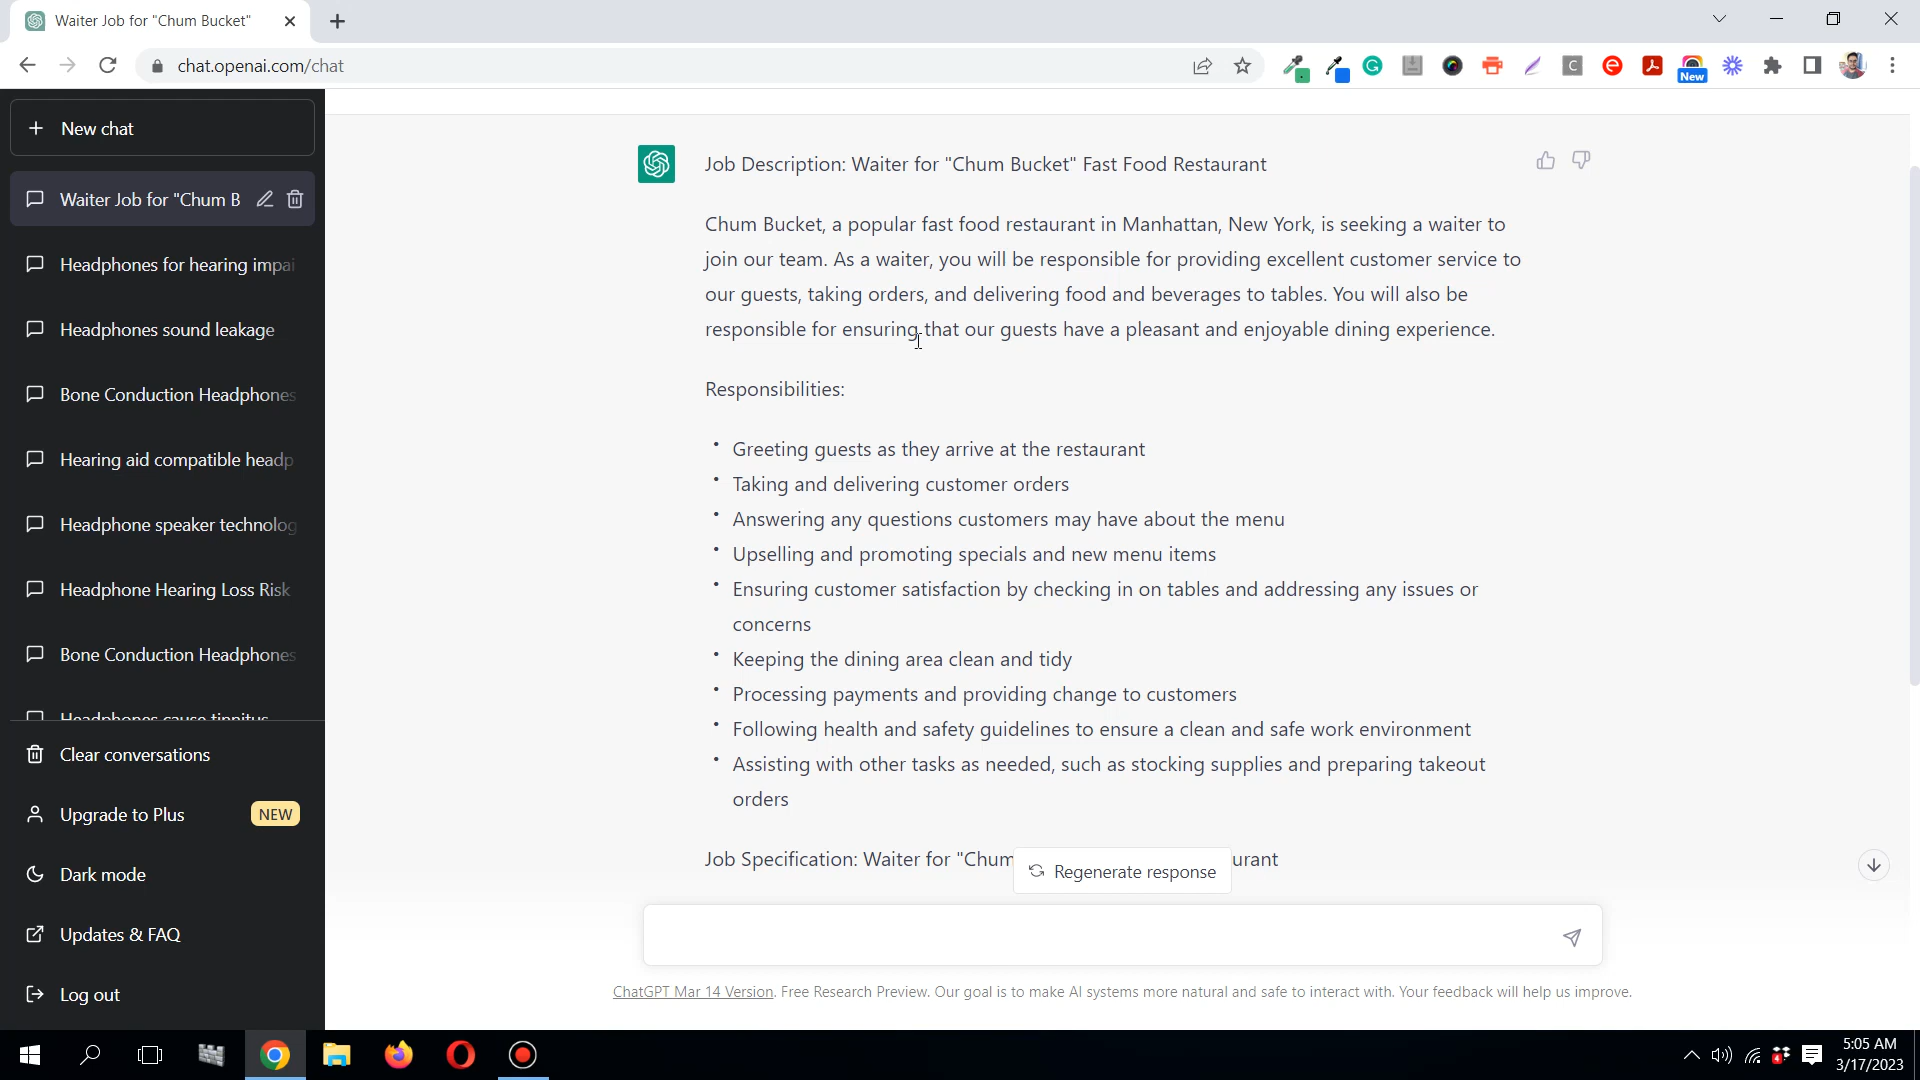 Waiter Job for "Chum Bucket"
chat.openai.com/chat
New
New chat
Waiter Job for "Chum B
Headphones for hearing impai
Headphones sound leakage
Bone Conduction Headphones
Hearing aid compatible headp
Headphone speaker technolog
Headphone Hearing Loss Risk
Bone Conduction Headphones
Headphones cause tinnitus
Clear conversations
Upgrade to Plus NEW
Dark mode
Updates & FAQ
Log out
Job Description: Waiter for "Chum Bucket" Fast Food Restaurant
Chum Bucket, a popular fast food restaurant in Manhattan, New York, is seeking a waiter to
join our team. As a waiter, you will be responsible for providing excellent customer service to
our guests, taking orders, and delivering food and beverages to tables. You will also be
responsible for ensuring that our guests have a pleasant and enjoyable dining experience.
Responsibilities:
• Greeting guests as they arrive at the restaurant
• Taking and delivering customer orders
• Answering any questions customers may have about the menu
• Upselling and promoting specials and new menu items
• Ensuring customer satisfaction by checking in on tables and addressing any issues or
concerns
• Keeping the dining area clean and tidy
• Processing payments and providing change to customers
• Following health and safety guidelines to ensure a clean and safe work environment
• Assisting with other tasks as needed, such as stocking supplies and preparing takeout
orders
Job Specification: Waiter for "Chum urant
Regenerate response
ChatGPT Mar 14 Version. Free Research Preview. Our goal is to make AI systems more natural and safe to interact with. Your feedback will help us improve.
5:05 AM
3/17/2023